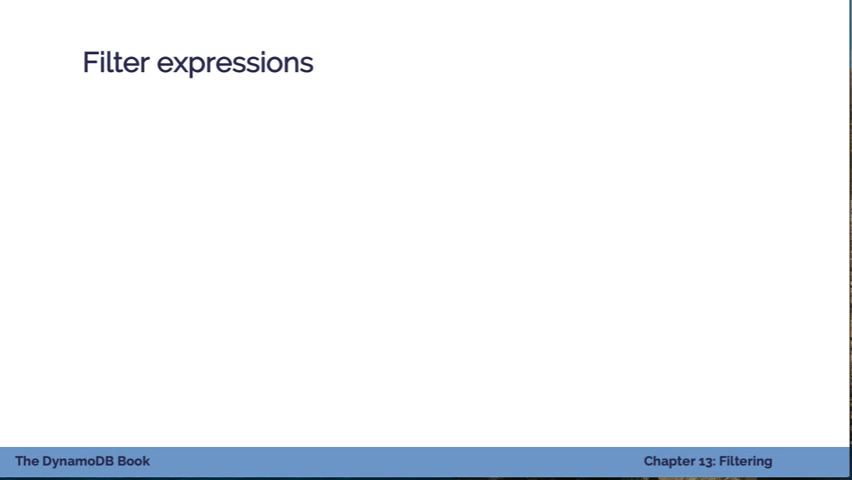 Filter expressions
The DynamoDB Book
Chapter 13: Filtering